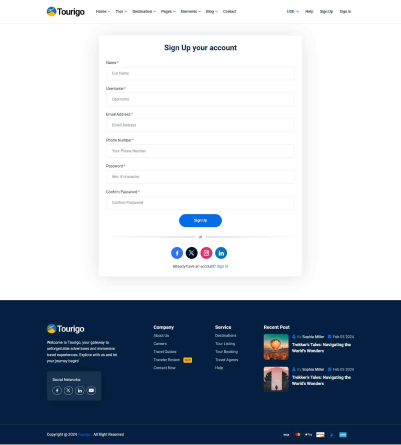 Tourigo
Home Tour Destination Pages Elements Blog Contact
USD Help Sign Up Sign In
Sign Up your account
Name*
Full Name
Username*
Username
Email Address*
Email Address
Phone Number*
Your Phone Number
Password*
Confirm Password*
Confirm Password
Sign Up
or
Already have an account? Sign In
Tourigo
Welcome to Tourigo, your gateway to
unforgettable adventures and immersive
travel experiences. Explore with us and let
your journey begin!
Social Networks:
Company
About Us
Careers
Travel Guides
Traveler Review
Contact Now
Service
Destinations
Tour Listing
Tour Booking
Travel Agents
Help
Recent Post
By Sophia Miller Feb 03 2024
Trekker's Tales: Navigating the
World's Wonders
By Sophia Miller Feb 03 2024
Trekker's Tales: Navigating the
World's Wonders
Copyright @ 2024 Tourigo. All Right Reserved